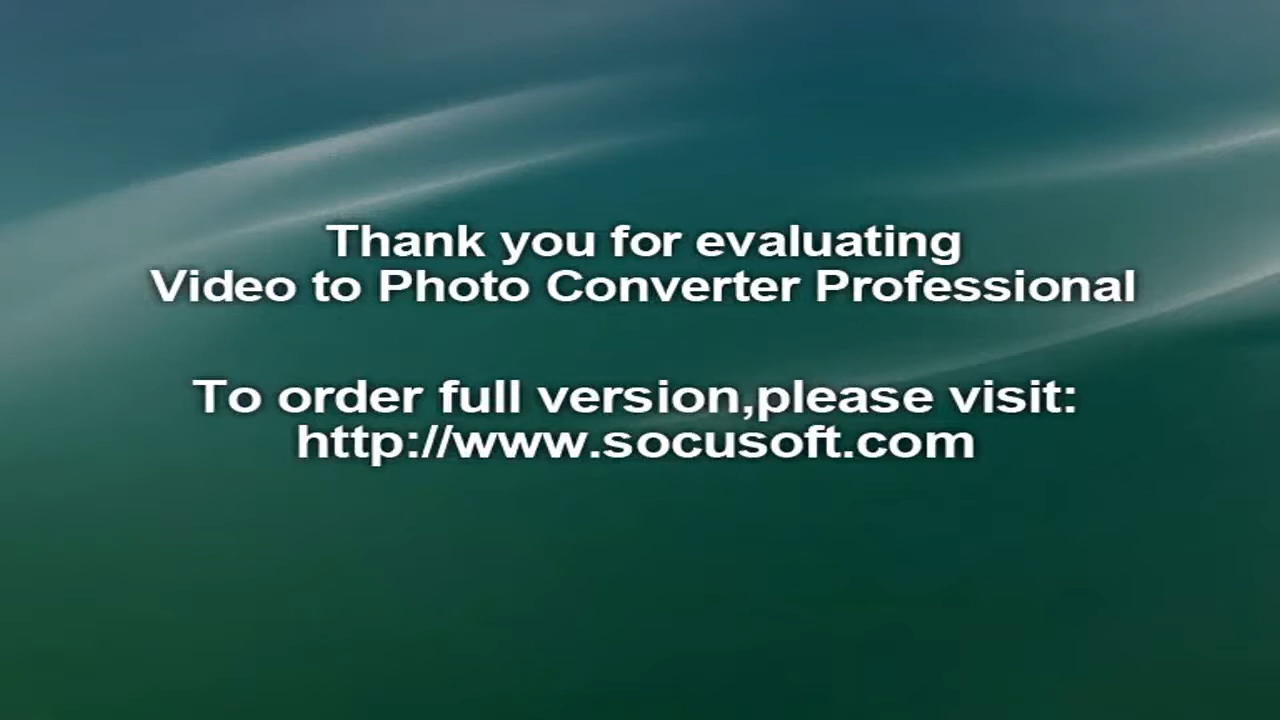 Thank you for evaluating
Video to Photo Converter Professional
To order full version,please visit:
http://www.socusoft.com